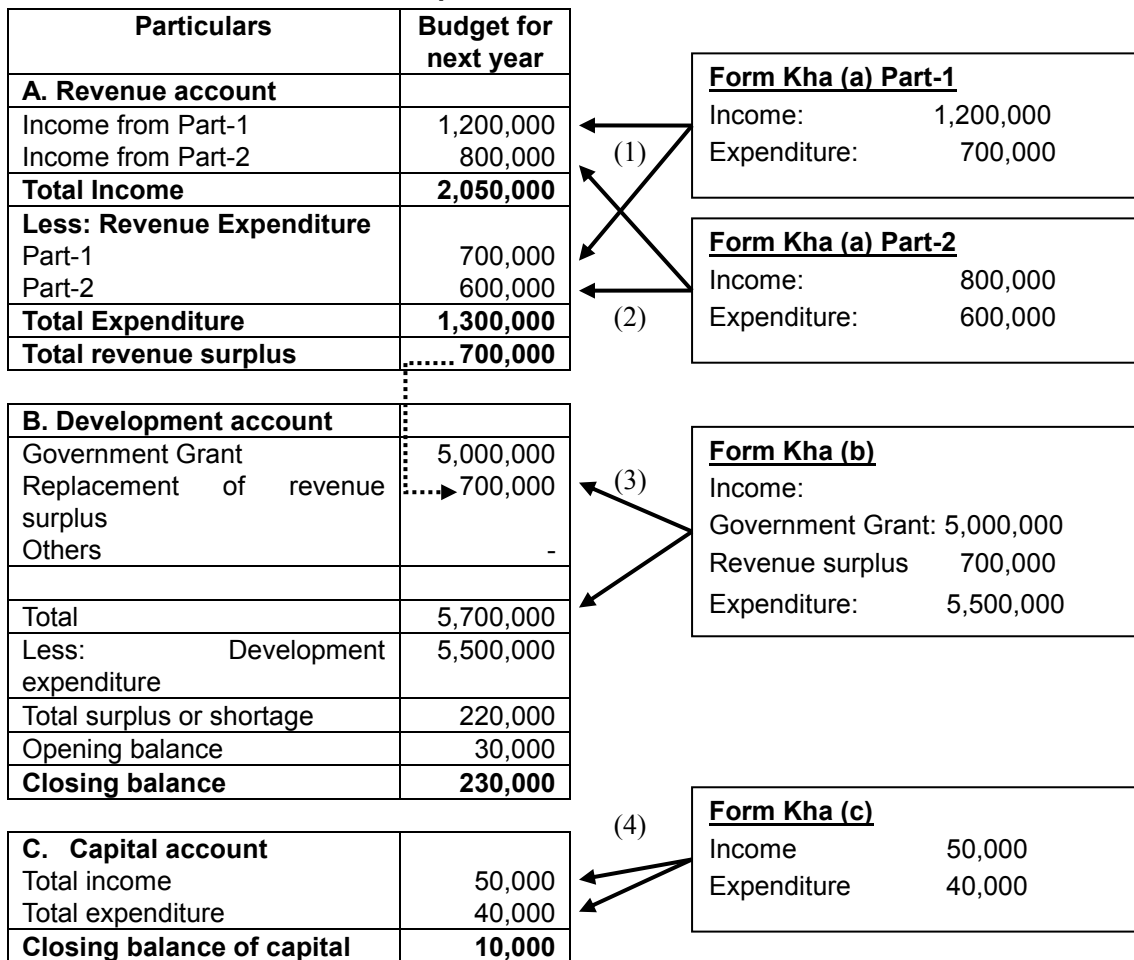 Particulars Budget for
next year
A. Revenue account
Income from Part-1 1,200,000
Income from Part-2 800,000
Total Income 2,050,000
Less: Revenue Expenditure
Part-1 700,000
Part-2 600,000
Total Expenditure 1,300,000
Total revenue surplus 700,000
B. Development account
Government Grant 5,000,000
Replacement of revenue 700,000
surplus
Others -
Total 5,700,000
Less: Development 5,500,000
expenditure
Total surplus or shortage 220,000
Opening balance 30,000
Closing balance 230,000
C. Capital account
Total income 50,000
Total expenditure 40,000
Closing balance of capital 10,000
(1)
(2)
(3)
(4)
Form Kha (a) Part-1
Income: 1,200,000
Expenditure: 700,000
Form Kha (a) Part-2
Income: 800,000
Expenditure: 600,000
Form Kha (b)
Income:
Government Grant: 5,000,000
Revenue surplus 700,000
Expenditure: 5,500,000
Form Kha (c)
Income 50,000
Expenditure 40,000